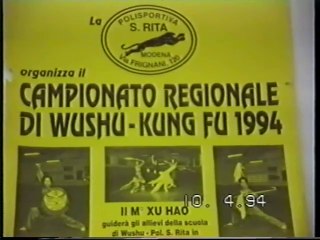 La
POLISPORTIVA
S. RITA
MODENA
Via FRIGNANI, 120
organizza il
CAMPIONATO REGIONALE
DI WUSHU - KUNG FU 1994
Il M° XU HAO
guiderà gli allievi della scuola
di Wushu - Pol. S. Rita in
10. 4.94